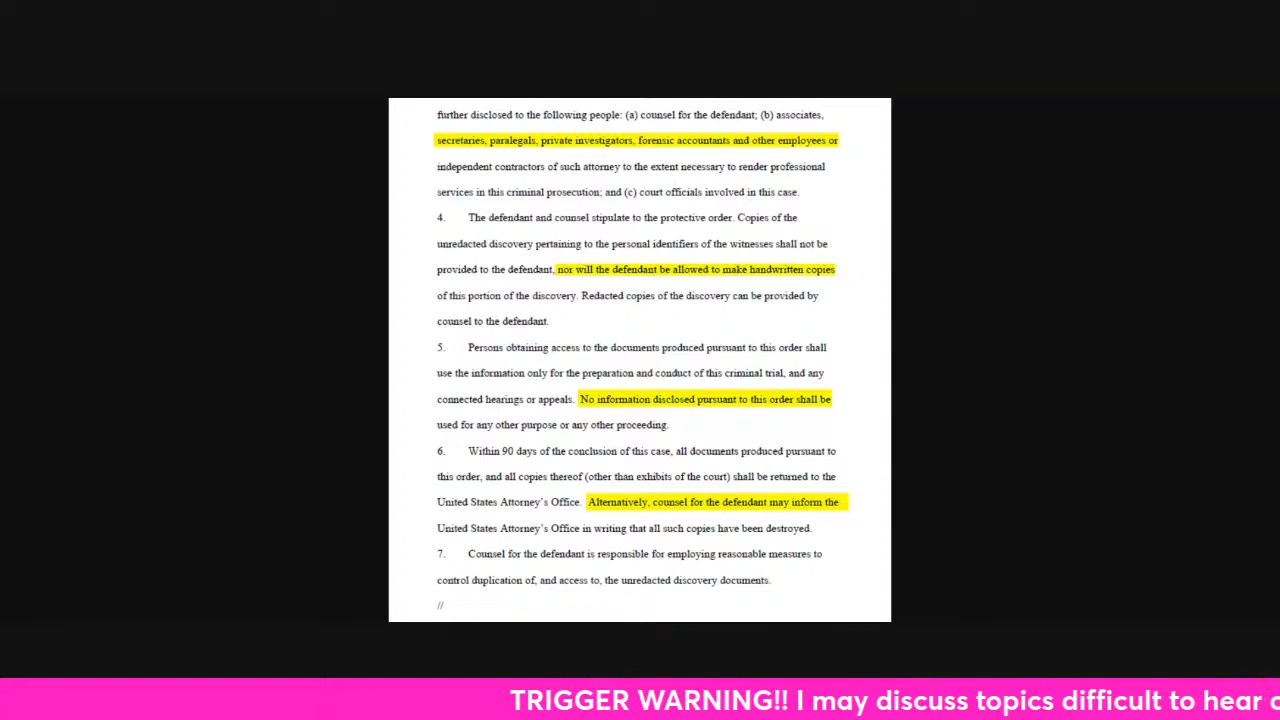 further disclosed to the following people: (a) counsel for the defendant; (b) associates,
secretaries, paralegals, private investigators, forensic accountants and other employees or
independent contractors of such attorney to the extent necessary to render professional
services in this criminal prosecution; and (c) court officials involved in this case.
4. The defendant and counsel stipulate to the protective order. Copies of the
unredacted discovery pertaining to the personal identifiers of the witnesses shall not be
provided to the defendant, nor will the defendant be allowed to make handwritten copies
of this portion of the discovery. Redacted copies of the discovery can be provided by
counsel to the defendant.
5. Persons obtaining access to the documents produced pursuant to this order shall
use the information only for the preparation and conduct of this criminal trial, and any
connected hearings or appeals. No information disclosed pursuant to this order shall be
used for any other purpose or any other proceeding.
6. Within 90 days of the conclusion of this case, all documents produced pursuant to
this order, and all copies thereof (other than exhibits of the court) shall be returned to the
United States Attorney's Office. Alternatively, counsel for the defendant may inform the
United States Attorney's Office in writing that all such copies have been destroyed.
7. Counsel for the defendant is responsible for employing reasonable measures to
control duplication of, and access to, the unredacted discovery documents.
//
TRIGGER WARNING!! I may discuss topics difficult to hear